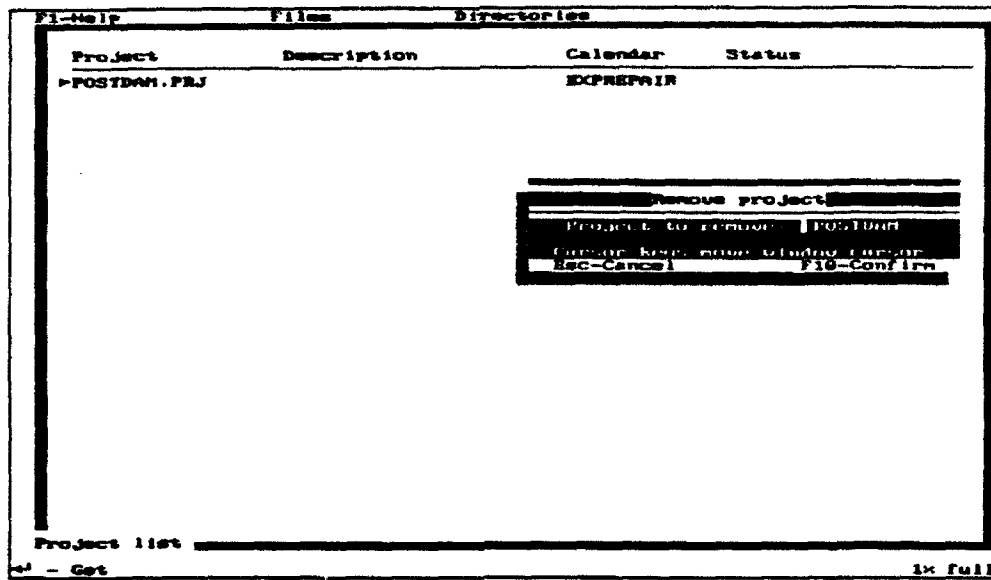 F1-Help Files Directories
Project Description Calendar Status
►POSTDAM.PRJ EXPREPAIR
Remove project
Project to remove: POSTDAM
Cursor keys move window cursor
Esc-Cancel F10-Confirm
Project list
↵ - Get 1% full